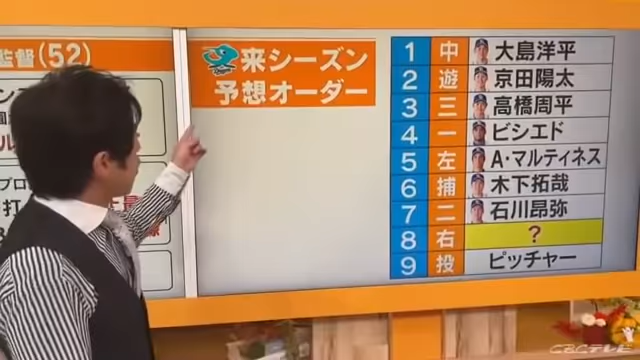 監督(52)
来シーズン
予想オーダー
1 中 大島洋平
2 遊 京田陽太
3 三 高橋周平
4 一 ビシエド
5 左 A・マルティネス
6 捕 木下拓哉
7 二 石川昂弥
8 右 ?
9 投 ピッチャー
CBCテレビ